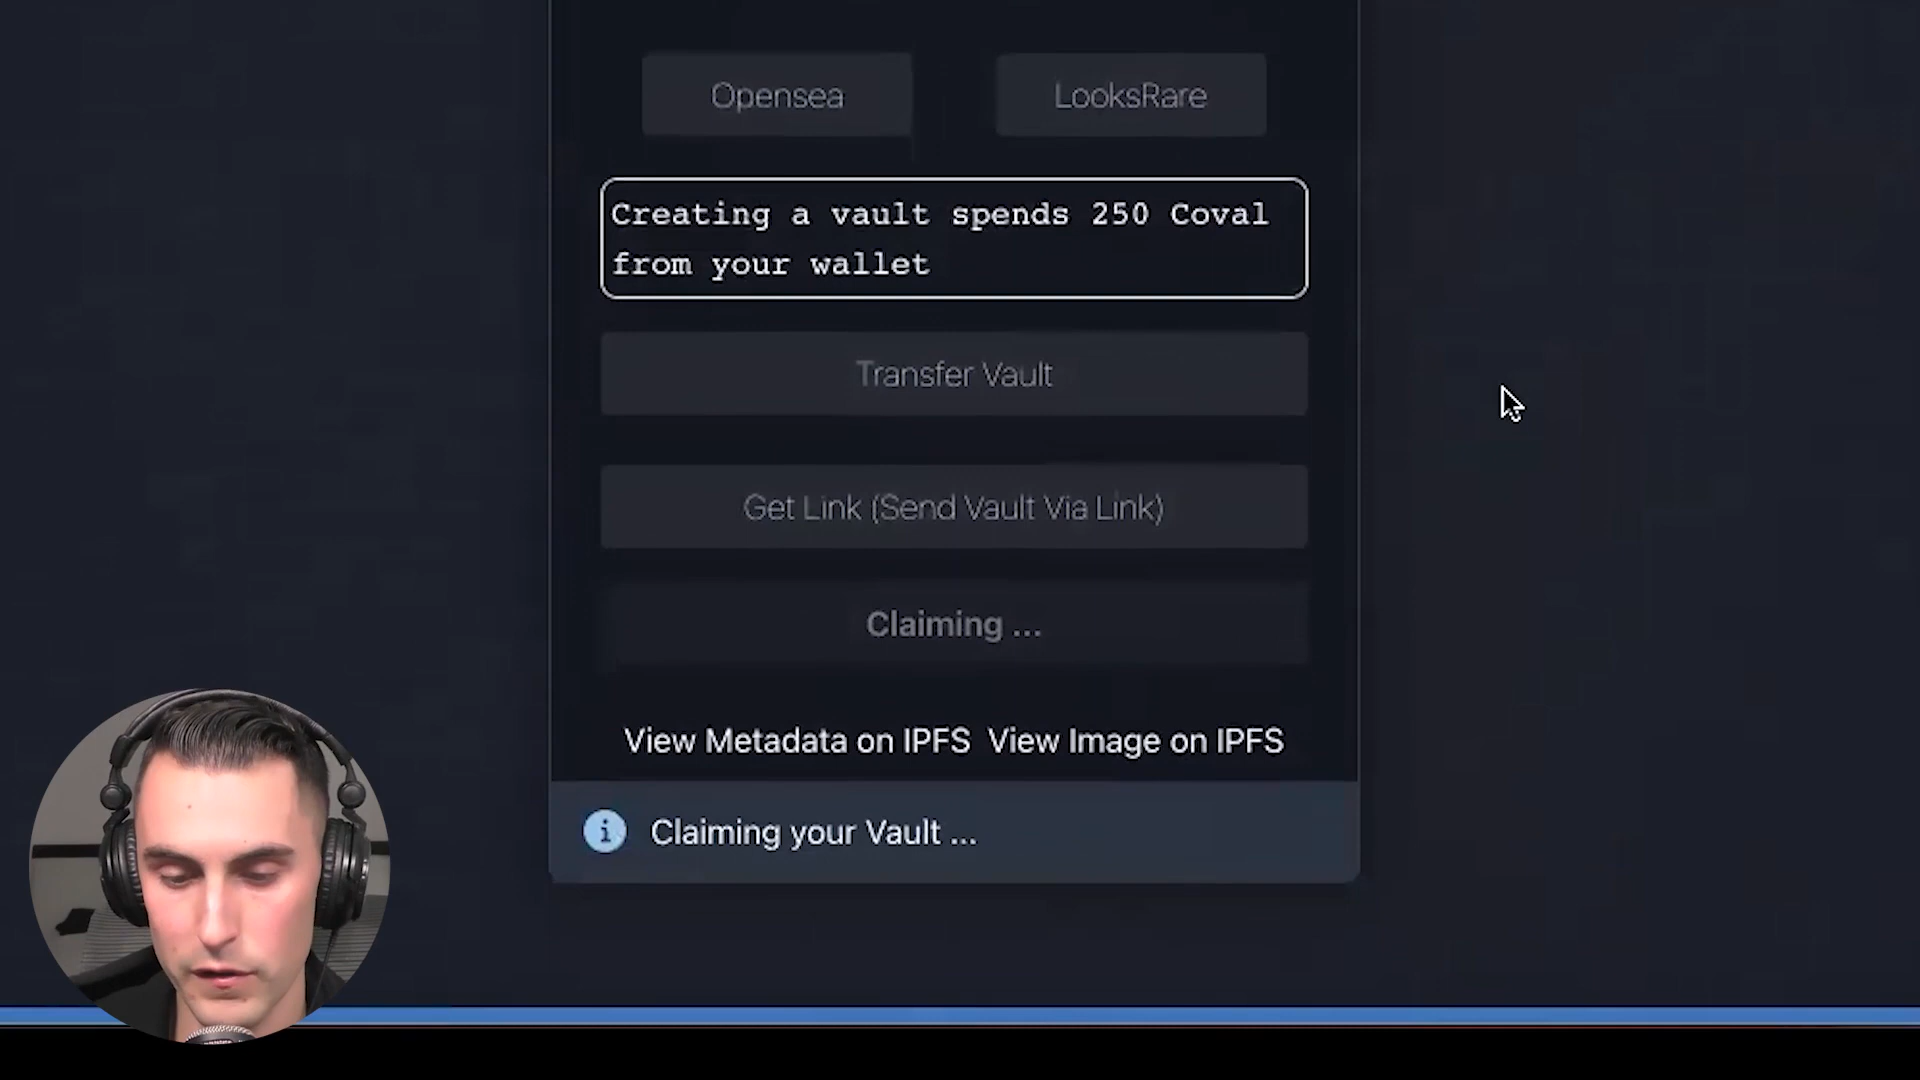 Opensea LooksRare
Creating a vault spends 250 Coval
from your wallet
Transfer Vault
Get Link (Send Vault Via Link)
Claiming ...
View Metadata on IPFS View Image on IPFS
Claiming your Vault ...